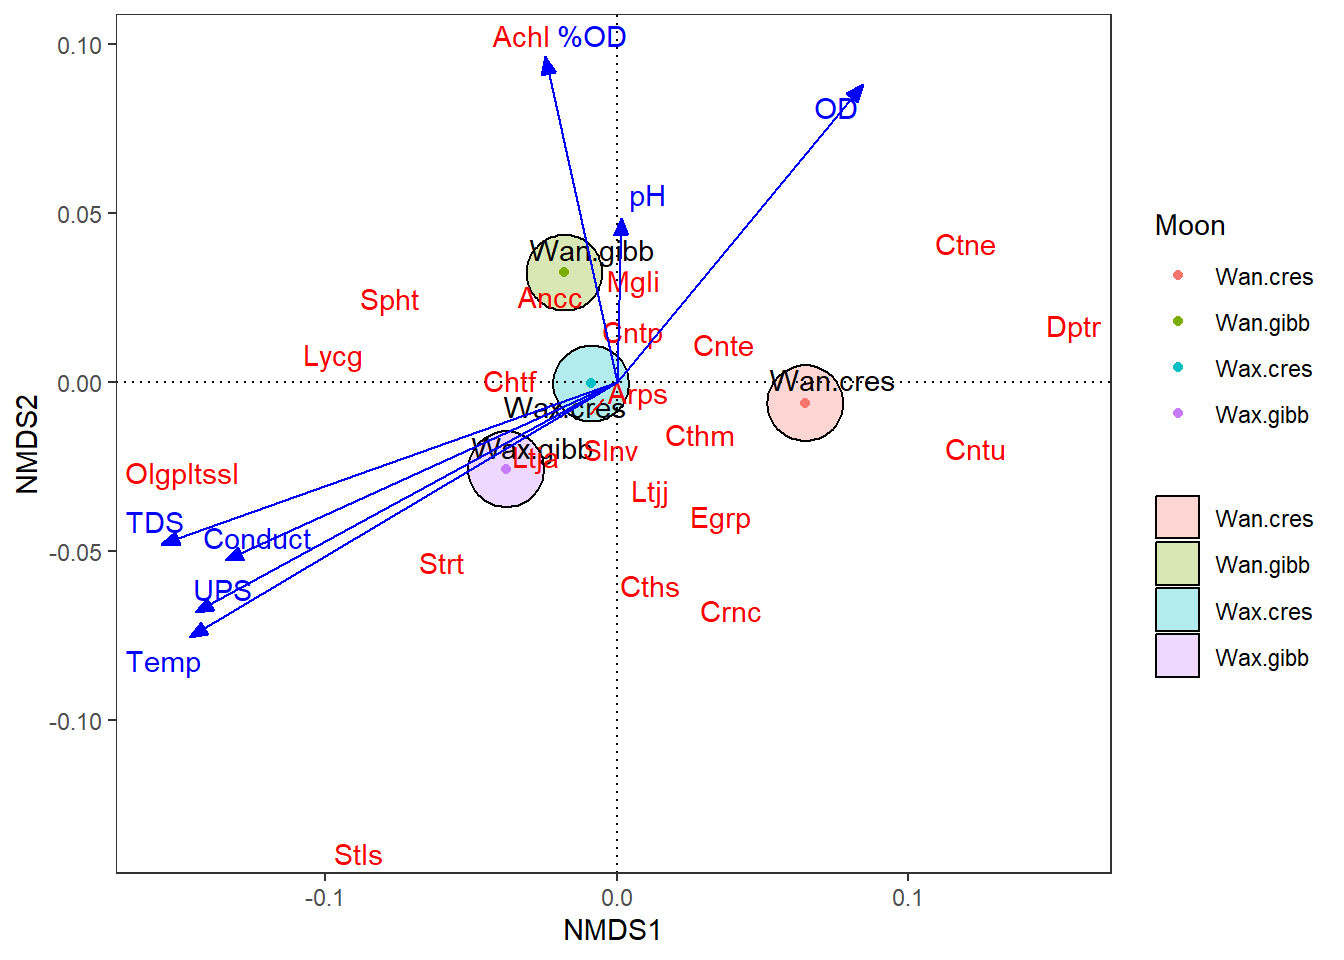 0.10
0.05
0.00
-0.05
-0.10
NMDS2
Achl %OD
OD
pH
Ctne
Wan.gibb
Mgli
Ancc
Spht
Dptr
Cntp
Cnte
Lycg
Chtf
Wan.cres
Arps
Wax.cres
Cthm
Wax.gibb
Slnv
Cntu
Ltja
Olgpltssl
Ltjj
Egrp
TDS
Conduct
Strt
UPS
Cths
Crnc
Temp
Stls
-0.1
0.0
0.1
NMDS1
Moon
Wan.cres
Wan.gibb
Wax.cres
Wax.gibb
Wan.cres
Wan.gibb
Wax.cres
Wax.gibb